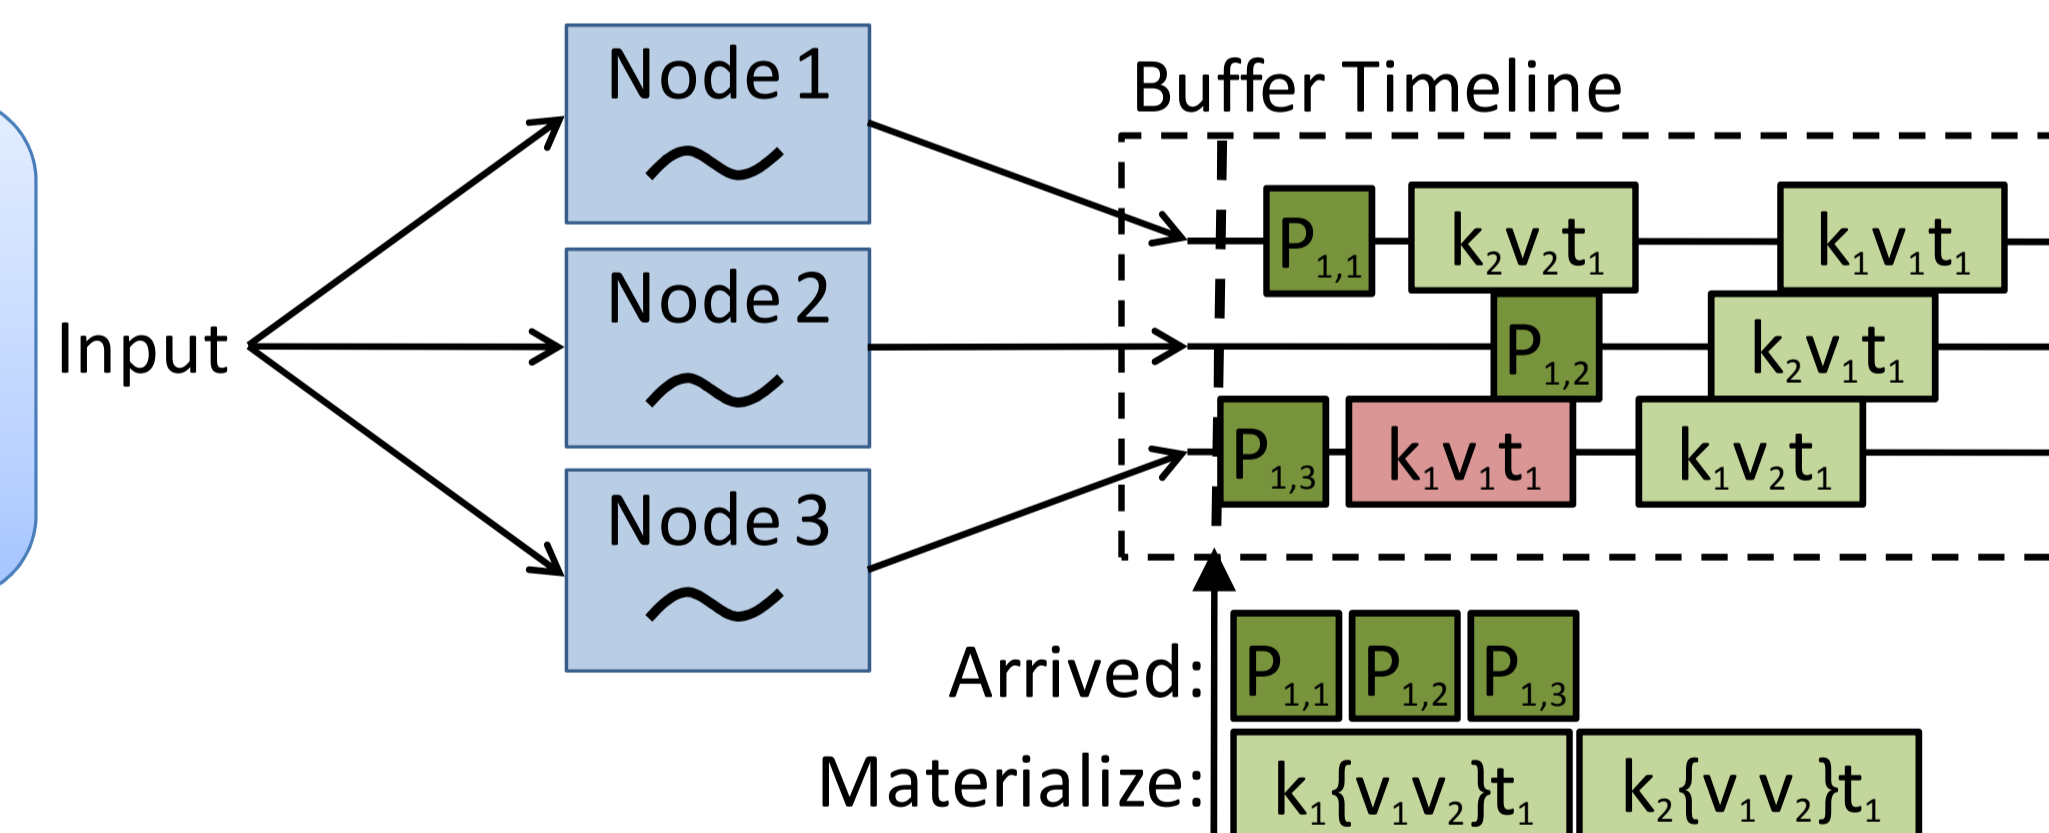 Node 1
Buffer Timeline
P1,1 k2v2t1 k1v1t1
Node 2
Input
P1,2 k2v1t1
P1,3 k1v1t1 k1v2t1
Node 3
Arrived: P1,1 P1,2 P1,3
Materialize: k1{v1v2}t1 k2{v1v2}t1